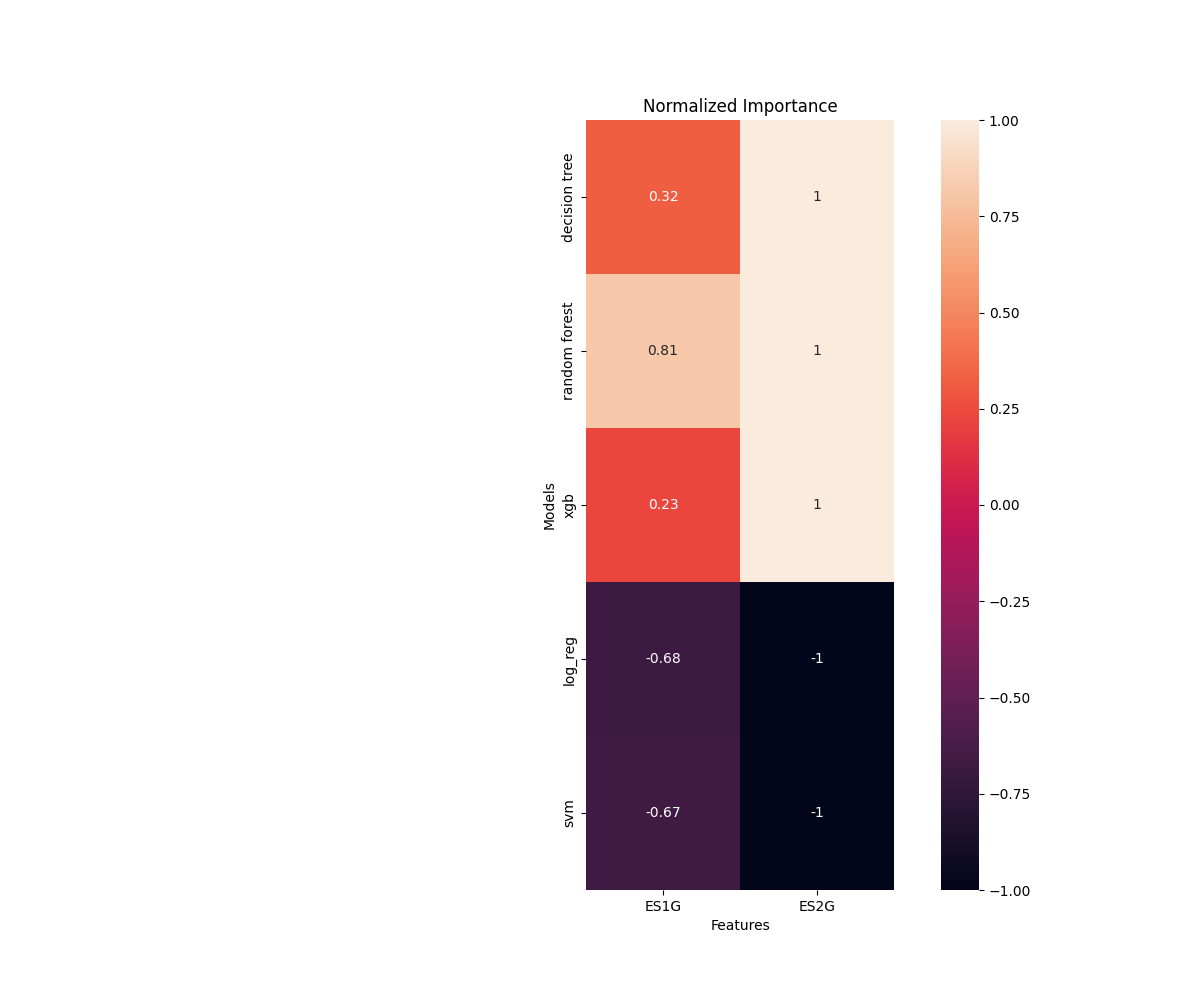 Normalized Importance
decision tree
0.32
1
random forest
0.81
1
Models
xgb
0.23
1
log_reg
-0.68
-1
svm
-0.67
-1
ES1G
ES2G
Features
1.00
0.75
0.50
0.25
0.00
−0.25
−0.50
−0.75
−1.00